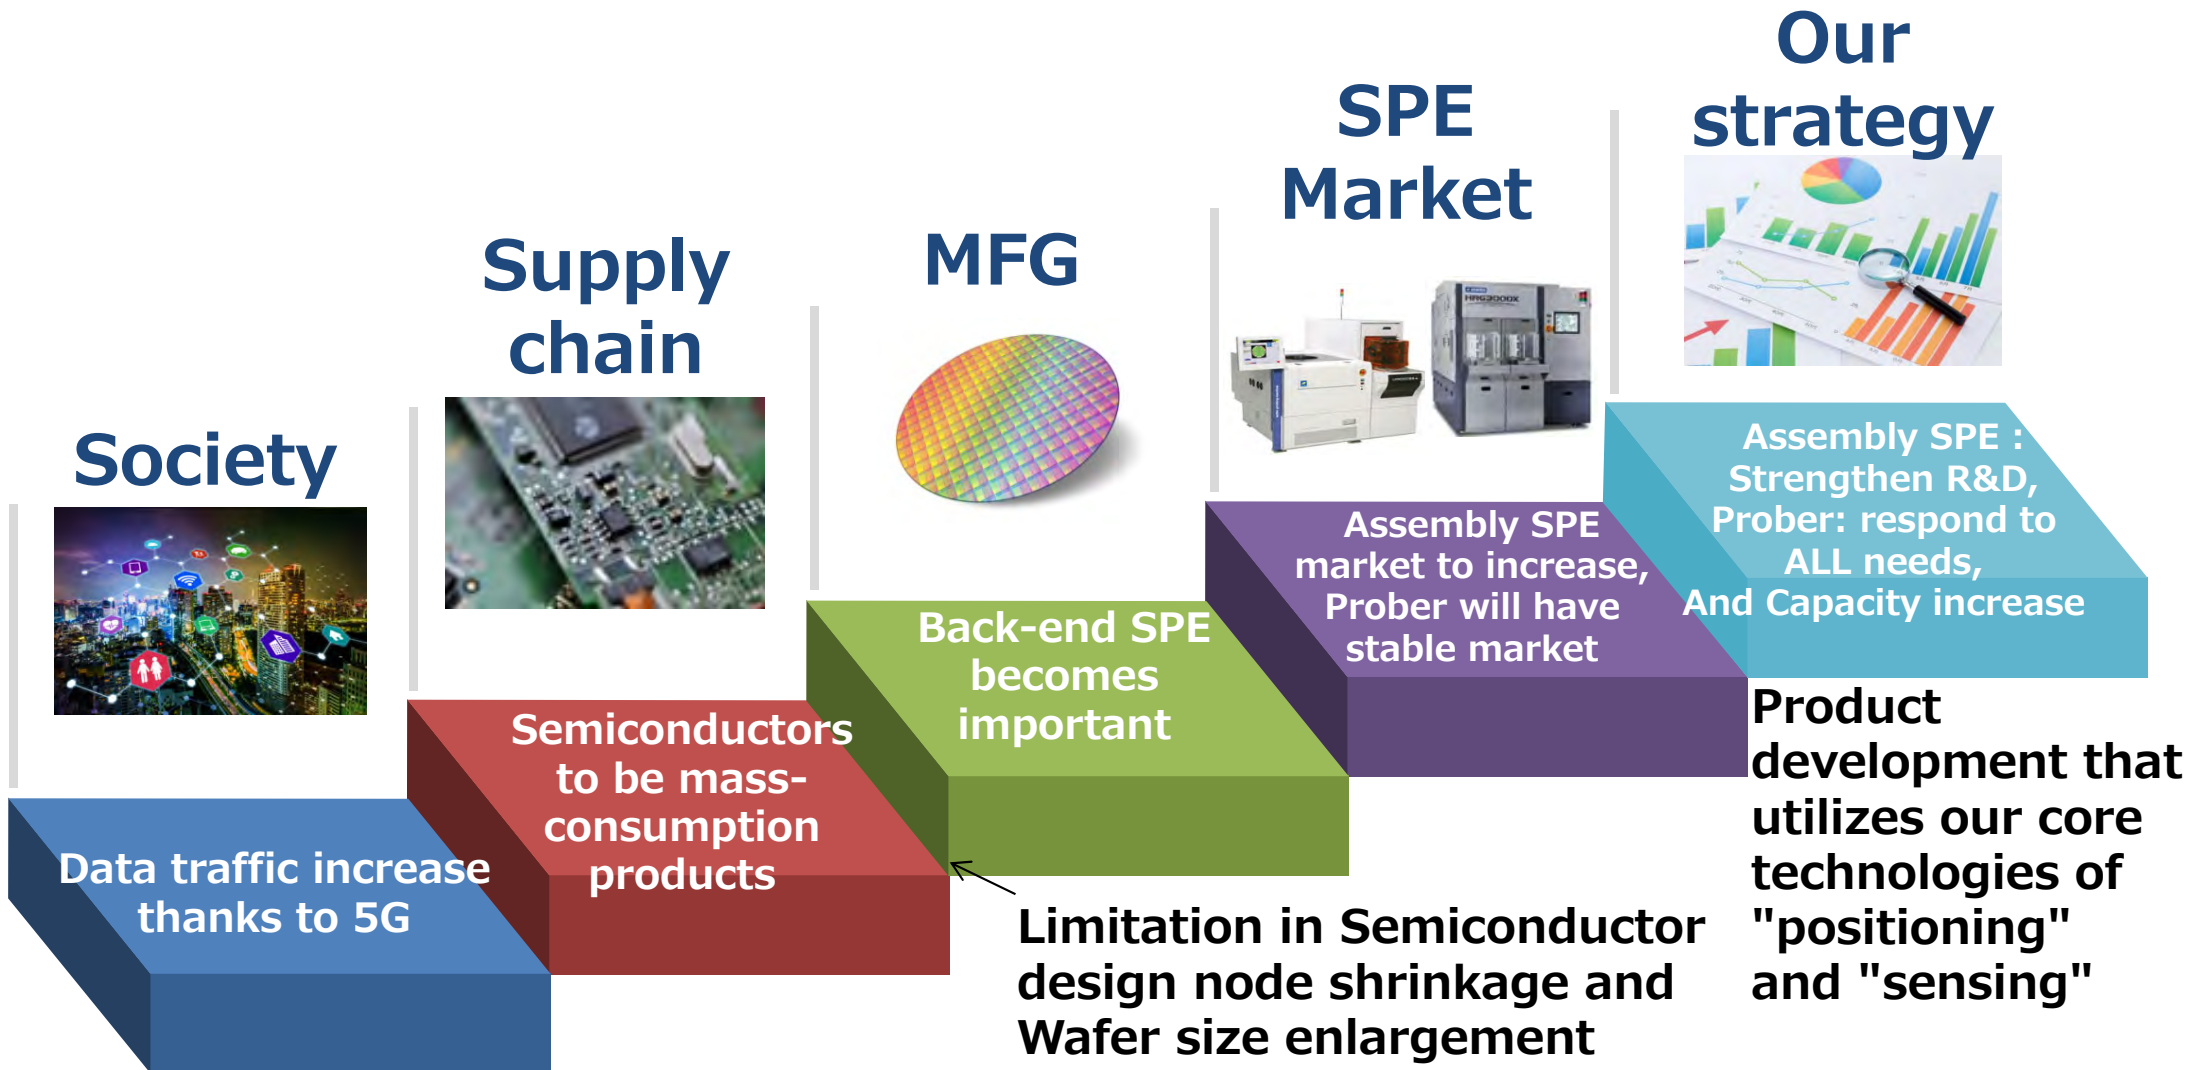 Society
Data traffic increase
thanks to 5G
Supply
chain
Semiconductors
to be mass-
consumption
products
MFG
Back-end SPE
becomes
important
Limitation in Semiconductor
design node shrinkage and
Wafer size enlargement
SPE
Market
HRG3000X
Assembly SPE
market to increase,
Prober will have
stable market
Our
strategy
Assembly SPE :
Strengthen R&D,
Prober: respond to
ALL needs,
And Capacity increase
Product
development that
utilizes our core
technologies of
"positioning"
and "sensing"